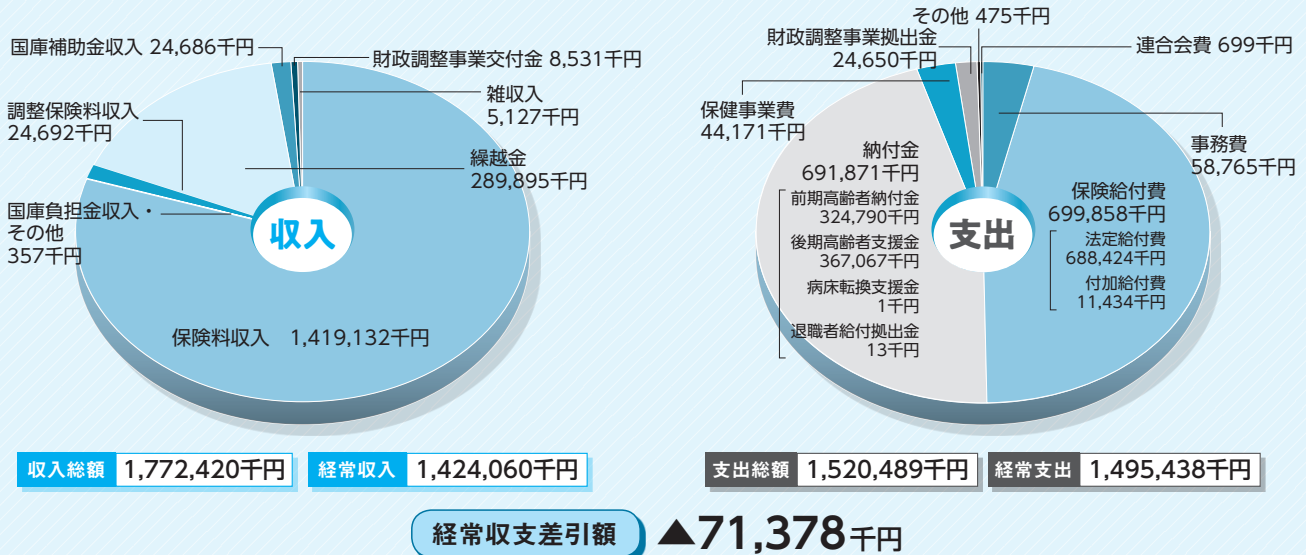 国庫補助金収入 24,686千円
財政調整事業交付金 8,531千円
調整保険料収入
24,692千円
雑収入
5,127千円
繰越金
289,895千円
国庫負担金収入・
その他
357千円
収入
保険料収入 1,419,132千円
収入総額 1,772,420千円
経常収入 1,424,060千円
その他 475千円
財政調整事業拠出金
24,650千円
連合会費 699千円
保健事業費
44,171千円
事務費
58,765千円
納付金
691,871千円
前期高齢者納付金
324,790千円
後期高齢者支援金
367,067千円
病床転換支援金
1千円
退職者給付拠出金
13千円
支出
保険給付費
699,858千円
法定給付費
688,424千円
付加給付費
11,434千円
支出総額 1,520,489千円
経常支出 1,495,438千円
経常収支差引額 ▲71,378千円